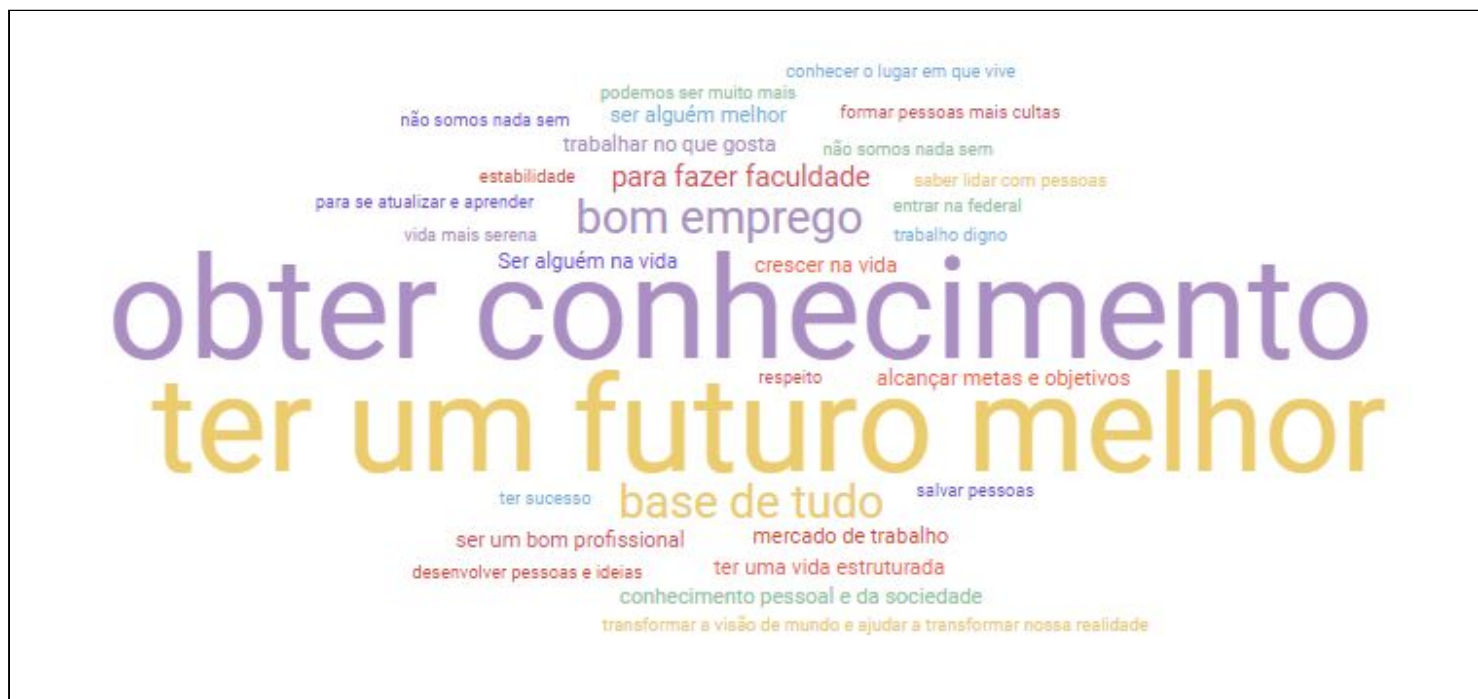 conhecer o lugar em que vive
podemos ser muito mais
não somos nada sem
ser alguém melhor
formar pessoas mais cultas
trabalhar no que gosta
não somos nada sem
estabilidade
para fazer faculdade
saber lidar com pessoas
para se atualizar e aprender
bom emprego
entrar na federal
vida mais serena
trabalho digno
Ser alguém na vida
crescer na vida
obter conhecimento
respeito
alcançar metas e objetivos
ter um futuro melhor
ter sucesso
base de tudo
salvar pessoas
ser um bom profissional
mercado de trabalho
desenvolver pessoas e ideias
ter uma vida estruturada
conhecimento pessoal e da sociedade
transformar a visão de mundo e ajudar a transformar nossa realidade